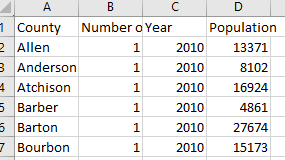 A B C D
1 County Number o Year Population
2 Allen 1 2010 13371
3 Anderson 1 2010 8102
4 Atchison 1 2010 16924
5 Barber 1 2010 4861
6 Barton 1 2010 27674
7 Bourbon 1 2010 15173